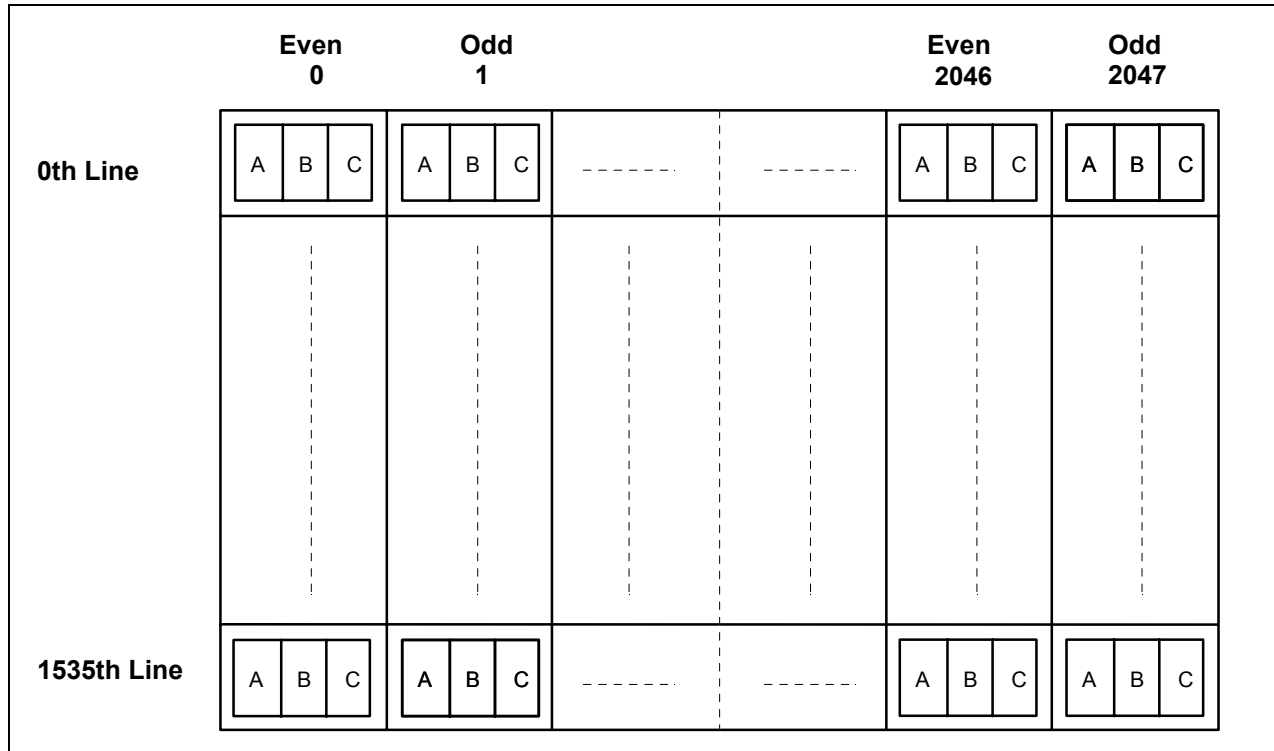 Even Odd Even Odd
0 1 2046 2047
0th Line A B C A B C A B C A B C
1535th Line A B C A B C A B C A B C